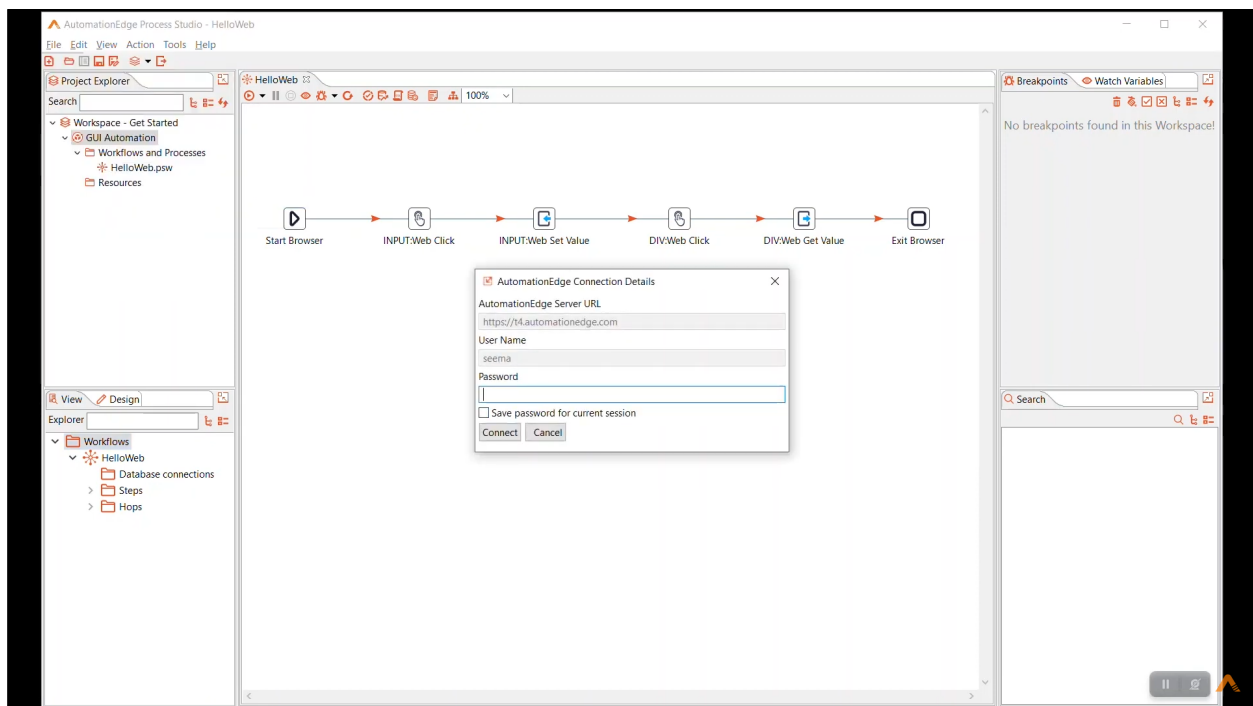 AutomationEdge Process Studio - HelloWeb
File Edit View Action Tools Help
Project Explorer
Search
Workspace - Get Started
GUI Automation
Workflows and Processes
HelloWeb.psw
Resources
View Design
Explorer
Workflows
HelloWeb
Database connections
Steps
Hops
HelloWeb
100%
Start Browser INPUT:Web Click INPUT:Web Set Value DIV:Web Click DIV:Web Get Value Exit Browser
AutomationEdge Connection Details
AutomationEdge Server URL
https://t4.automationedge.com
User Name
seema
Password
Save password for current session
Connect Cancel
Breakpoints Watch Variables
No breakpoints found in this Workspace!
Search